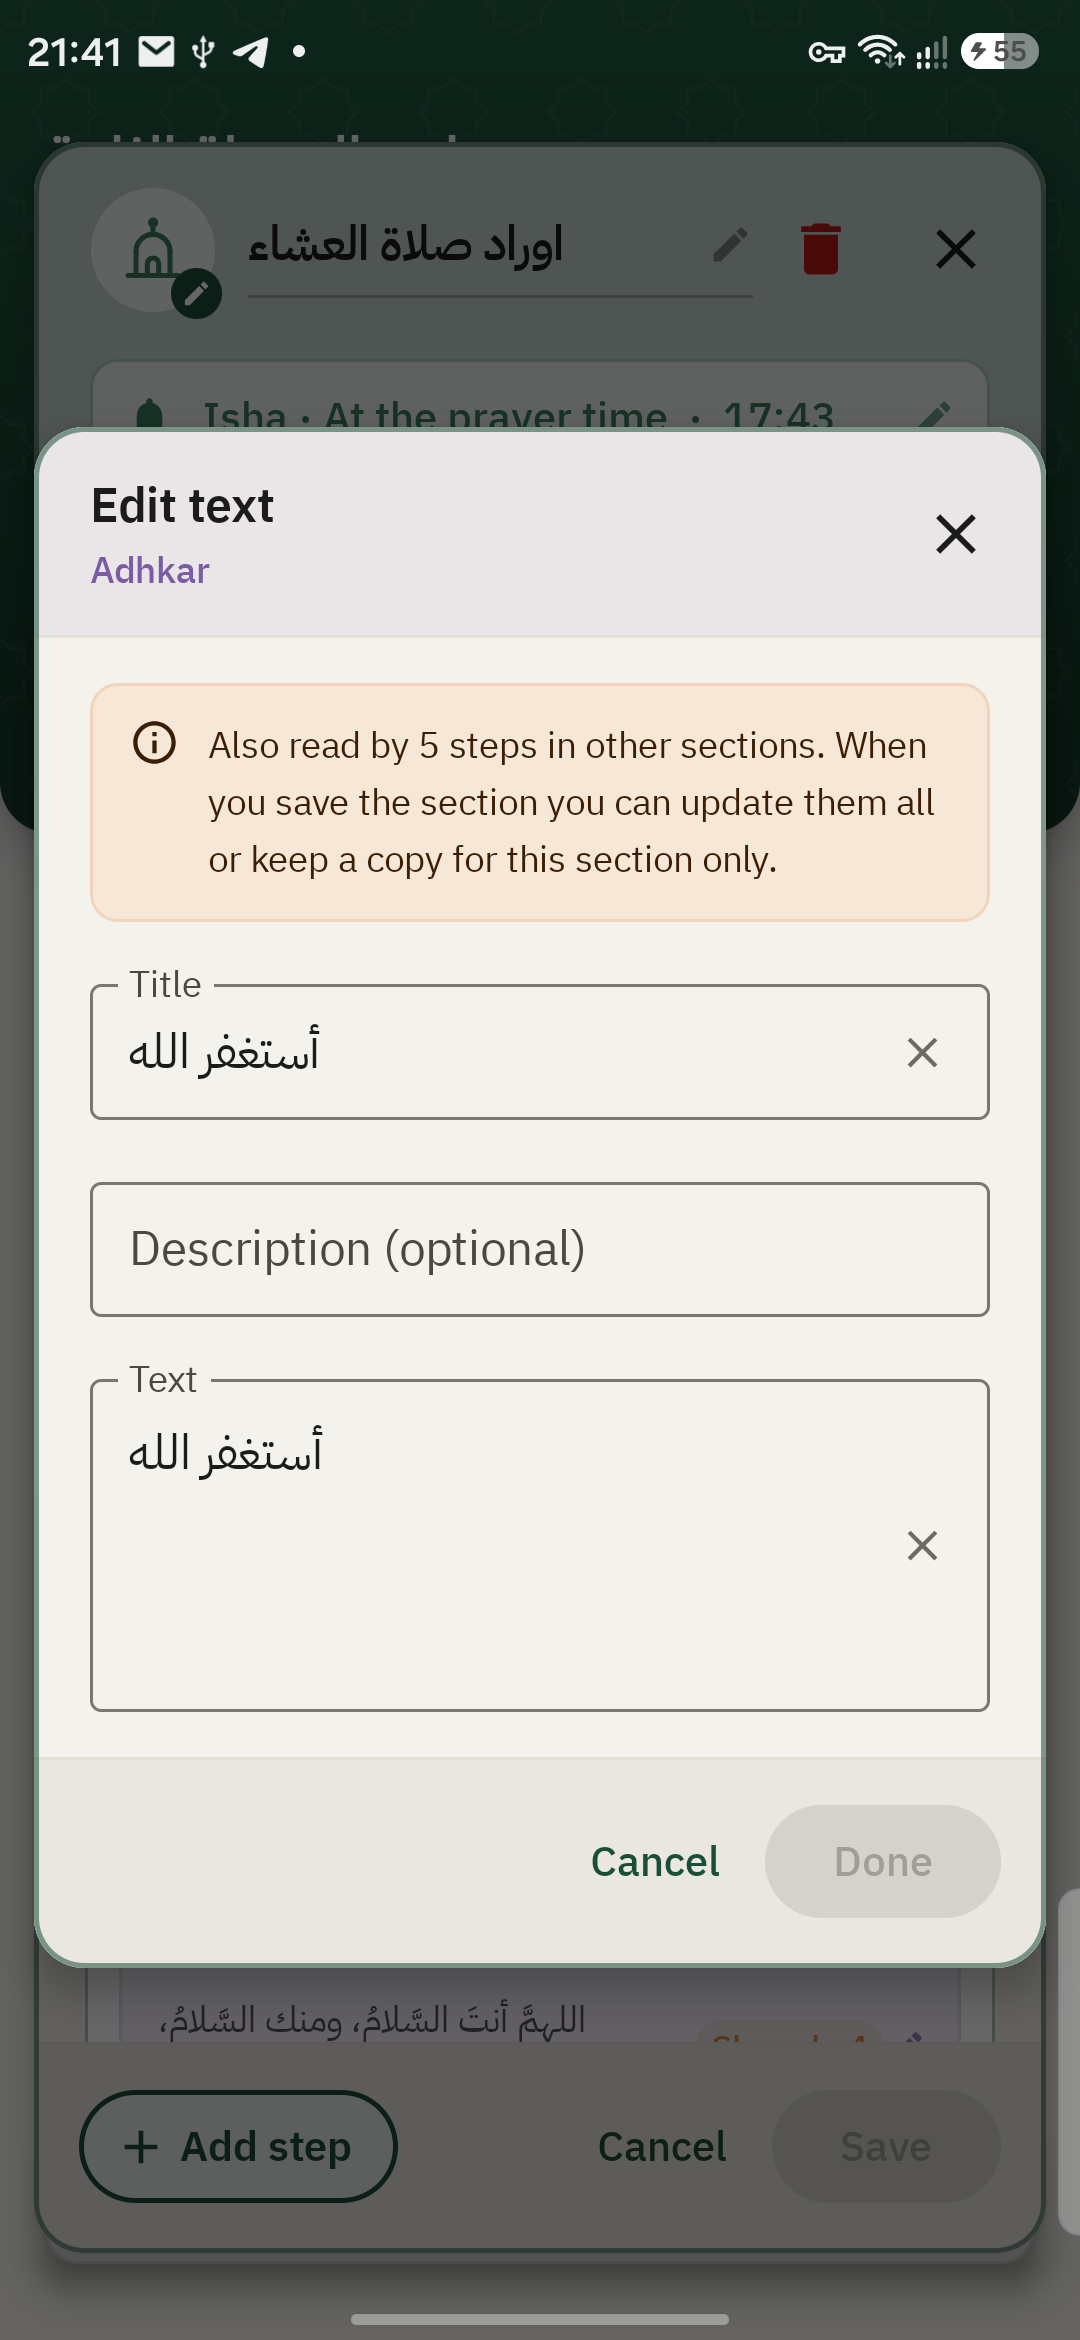 21:41
55
اوراد صلاة العشاء
Isha · At the prayer time · 17:43
Edit text
Adhkar
Also read by 5 steps in other sections. When
you save the section you can update them all
or keep a copy for this section only.
Title
أستغفر الله
Description (optional)
Text
أستغفر الله
Cancel
Done
اللهمَّ أنتَ السَّلامُ، ومنك السَّلامُ،
Add step
Cancel
Save